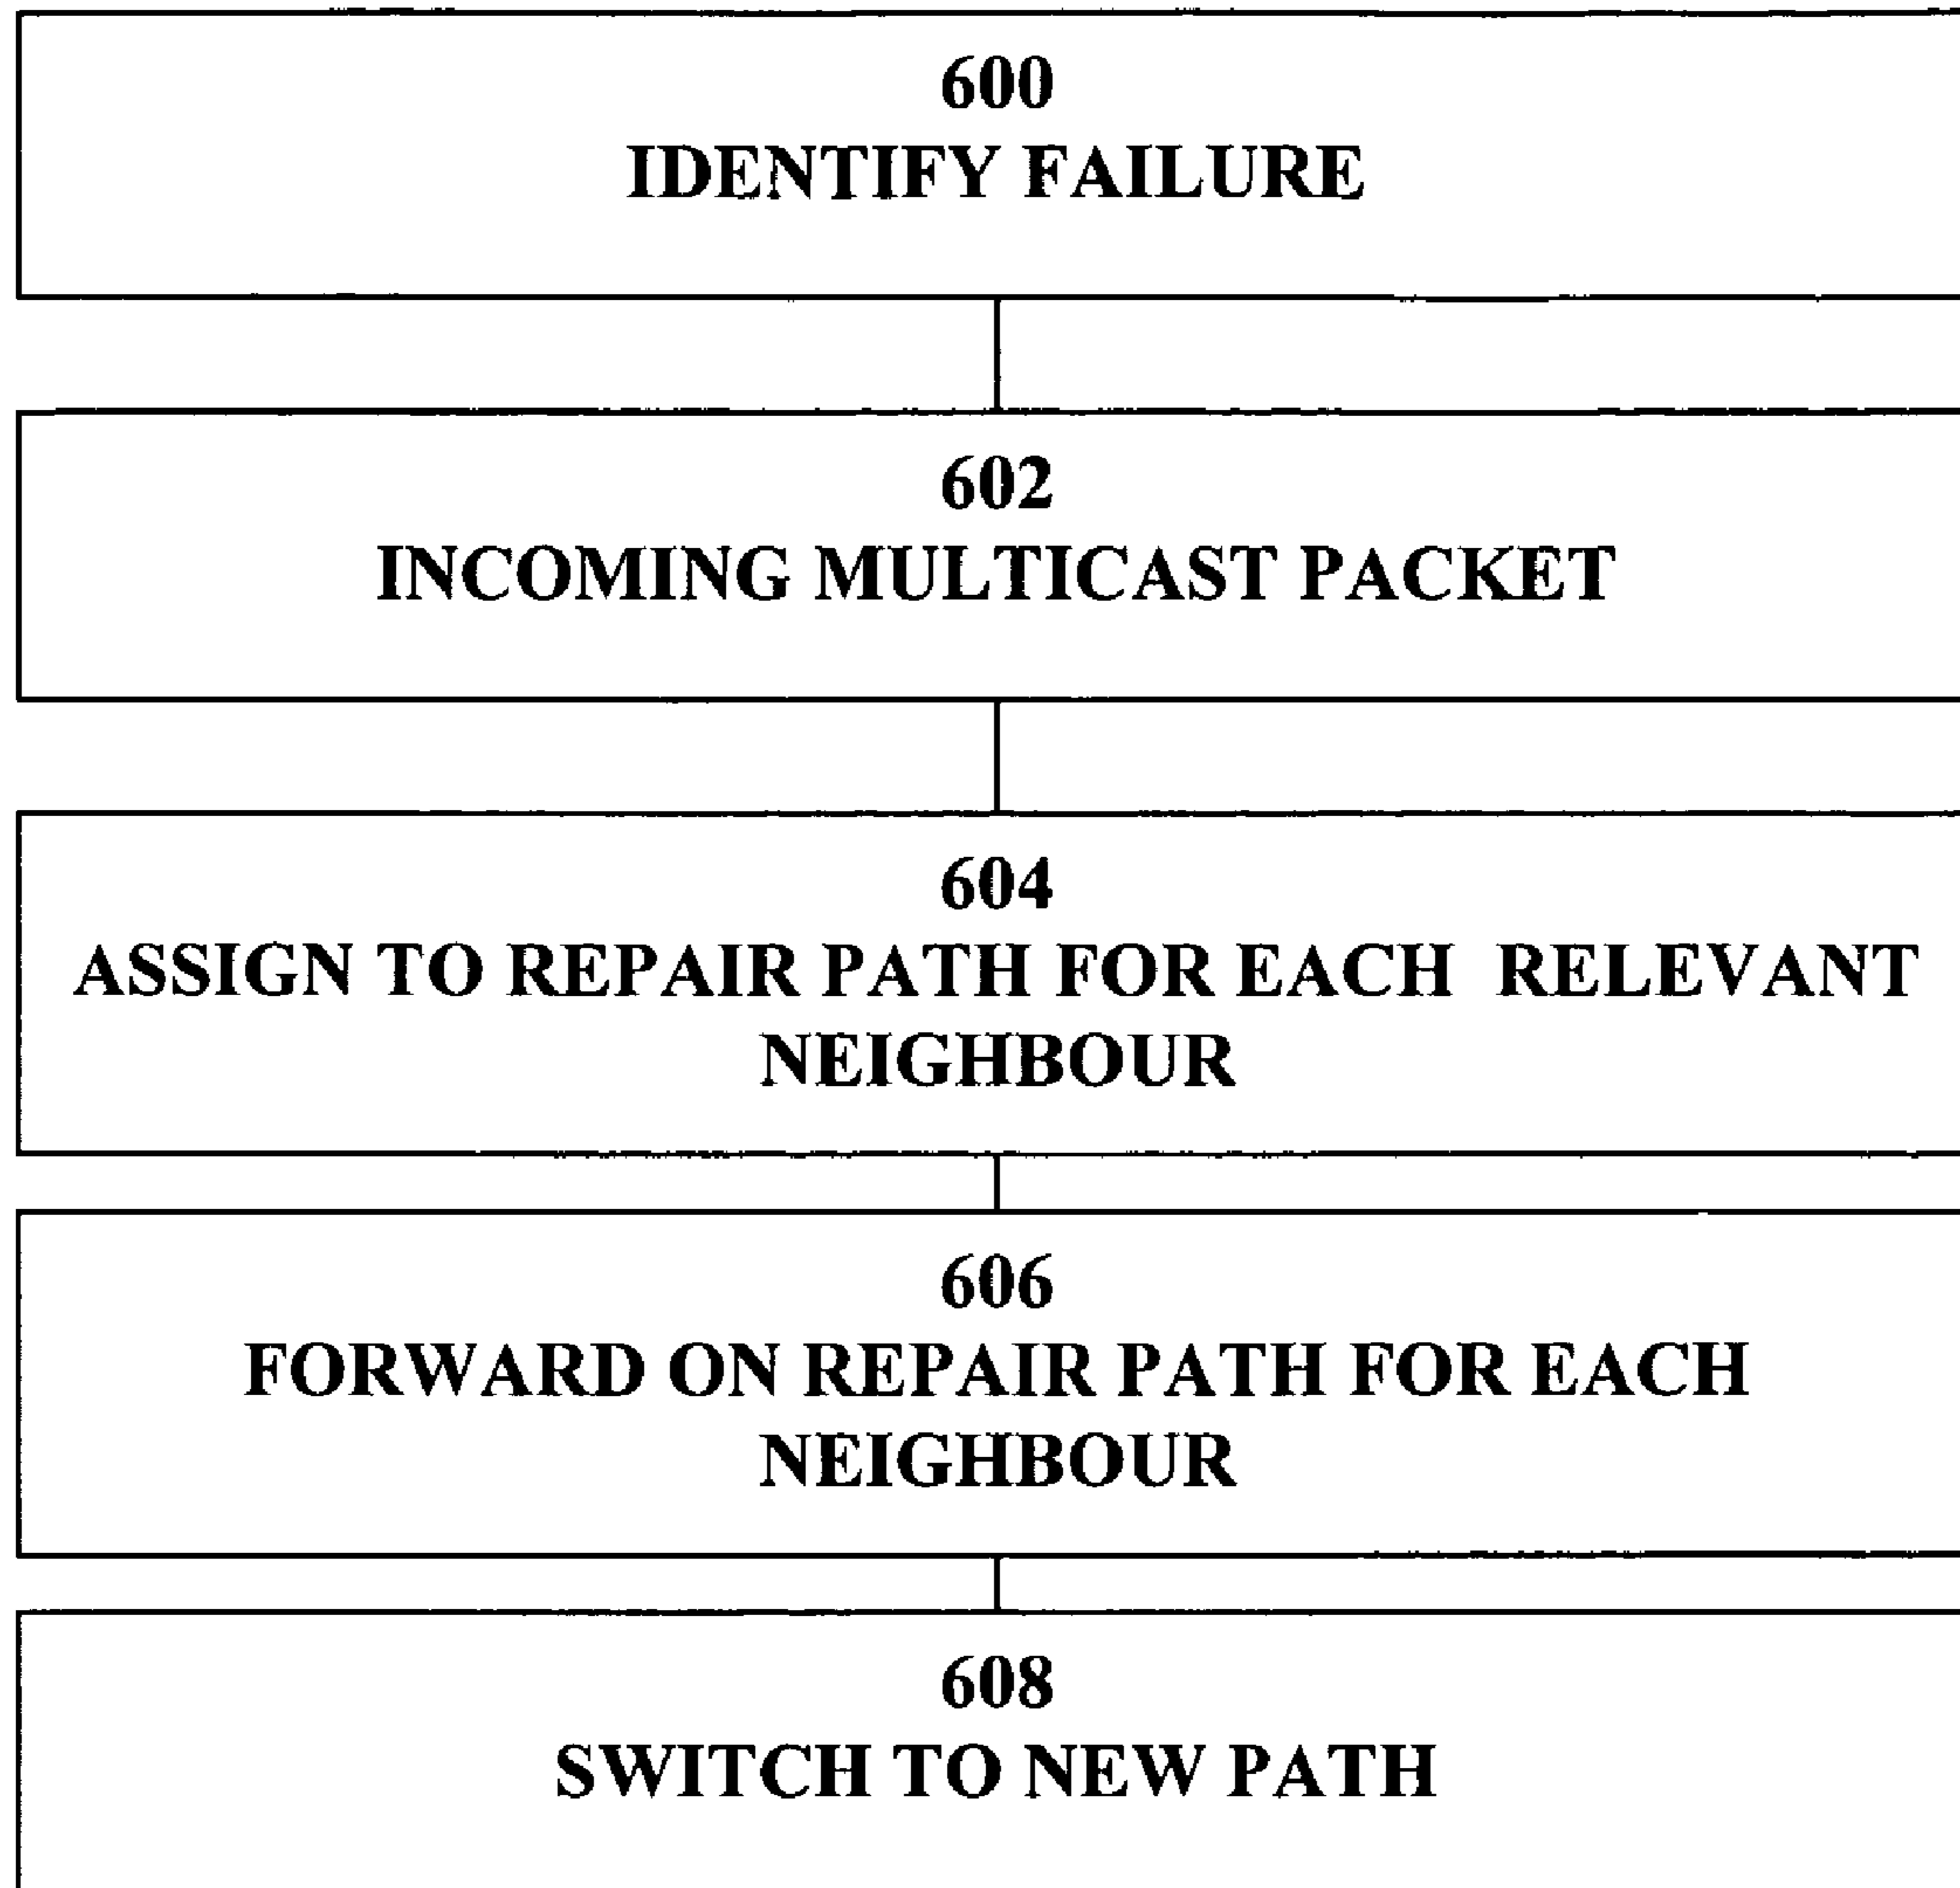 600
IDENTIFY FAILURE
602
INCOMING MULTICAST PACKET
604
ASSIGN TO REPAIR PATH FOR EACH RELEVANT
NEIGHBOUR
606
FORWARD ON REPAIR PATH FOR EACH
NEIGHBOUR
608
SWITCH TO NEW PATH